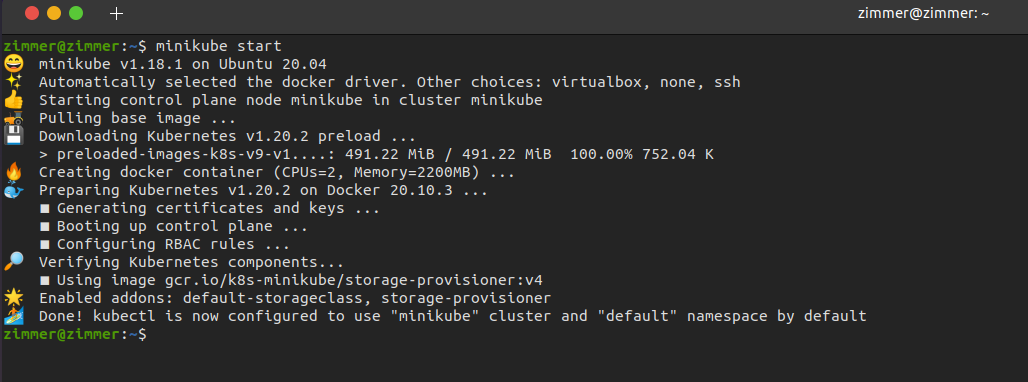 zimmer@zimmer: ~
zimmer@zimmer:~$ minikube start
😄 minikube v1.18.1 on Ubuntu 20.04
✨ Automatically selected the docker driver. Other choices: virtualbox, none, ssh
👍 Starting control plane node minikube in cluster minikube
🚜 Pulling base image ...
💾 Downloading Kubernetes v1.20.2 preload ...
> preloaded-images-k8s-v9-v1....: 491.22 MiB / 491.22 MiB 100.00% 752.04 K
🔥 Creating docker container (CPUs=2, Memory=2200MB) ...
🐳 Preparing Kubernetes v1.20.2 on Docker 20.10.3 ...
▪ Generating certificates and keys ...
▪ Booting up control plane ...
▪ Configuring RBAC rules ...
🔎 Verifying Kubernetes components...
▪ Using image gcr.io/k8s-minikube/storage-provisioner:v4
🌟 Enabled addons: default-storageclass, storage-provisioner
🏄 Done! kubectl is now configured to use "minikube" cluster and "default" namespace by default
zimmer@zimmer:~$